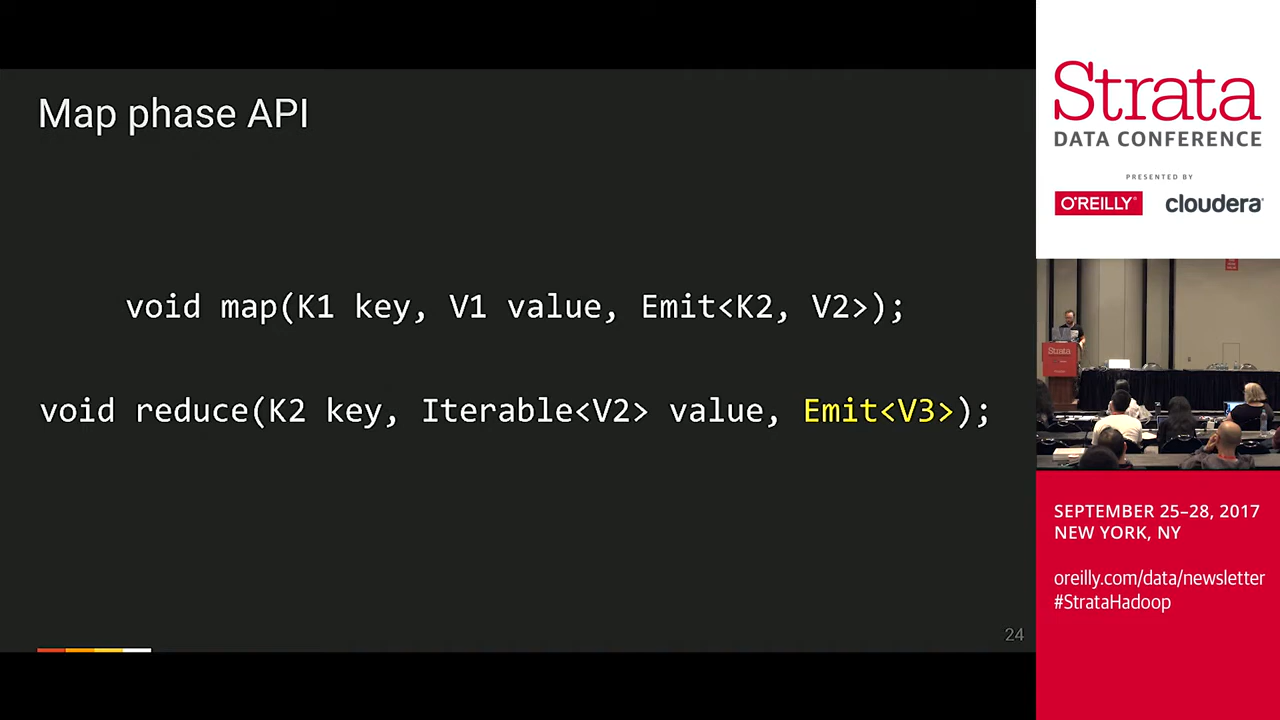 Map phase API
void map(K1 key, V1 value, Emit<K2, V2>);
void reduce(K2 key, Iterable<V2> value, Emit<V3>);
24
Strata
DATA CONFERENCE
PRESENTED BY
O'REILLY®
cloudera
Strata
SEPTEMBER 25–28, 2017
NEW YORK, NY
oreilly.com/data/newsletter
#StrataHadoop